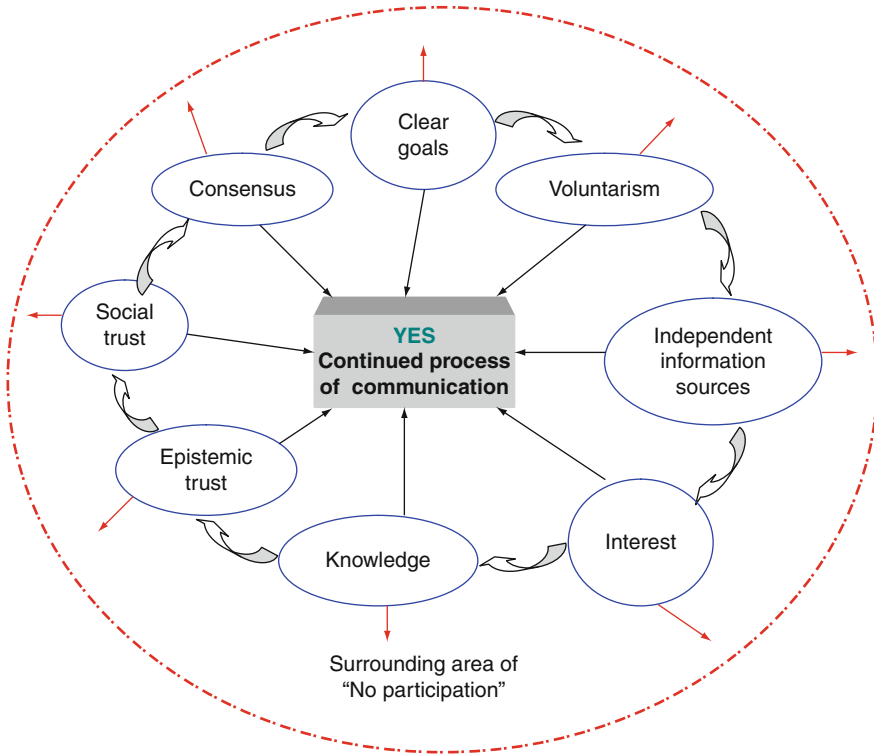 Clear
goals
Consensus
Voluntarism
Social
trust
YES
Continued process
of communication
Independent
information
sources
Epistemic
trust
Knowledge
Interest
Surrounding area of
“No participation”